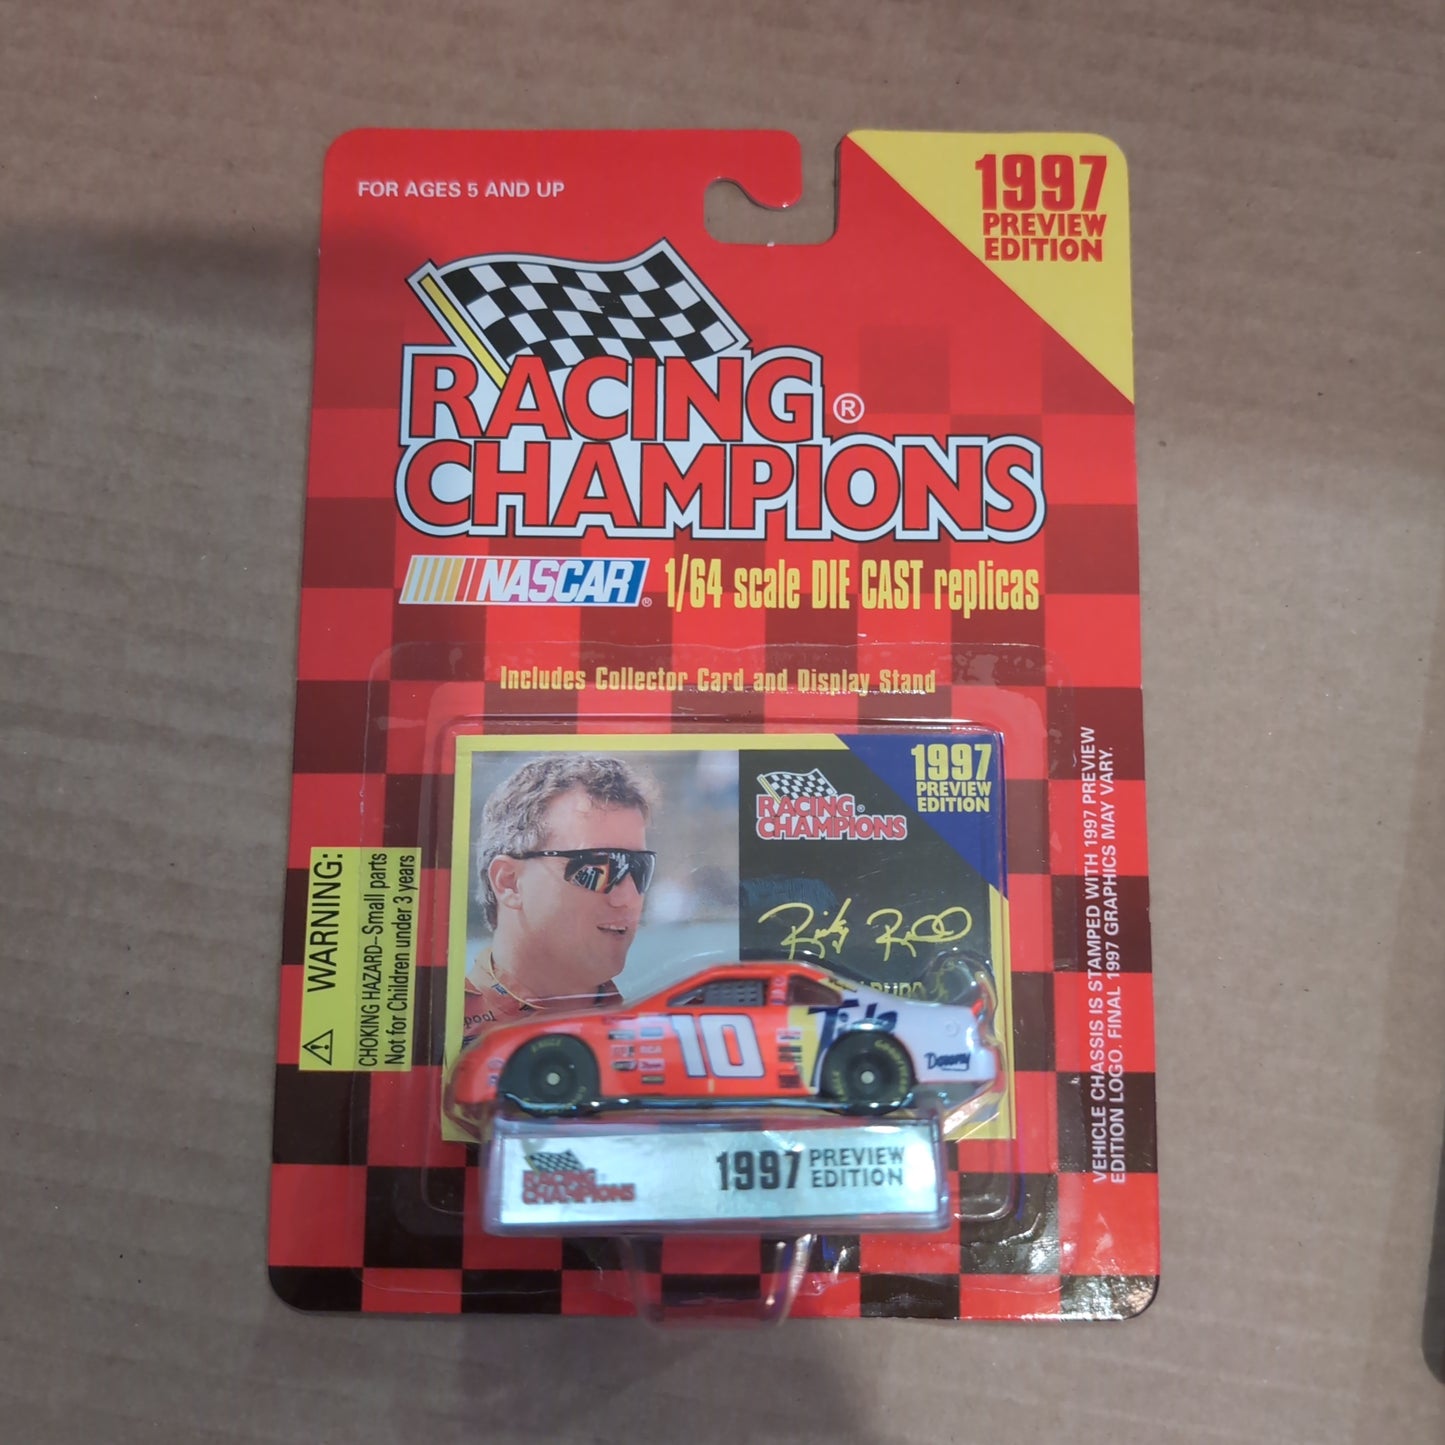 FOR AGES 5 AND UP
1997
PREVIEW
EDITION
RACING ®
CHAMPIONS
NASCAR® 1/64 scale DIE CAST replicas
Includes Collector Card and Display Stand
1997
PREVIEW
EDITION
RACING®
CHAMPIONS
Ricky Rudd
WARNING:
CHOKING HAZARD-Small parts
Not for Children under 3 years
10
Tide
Downy
RACING
CHAMPIONS
1997 PREVIEW
EDITION
VEHICLE CHASSIS IS STAMPED WITH 1997 PREVIEW
EDITION LOGO. FINAL 1997 GRAPHICS MAY VARY.